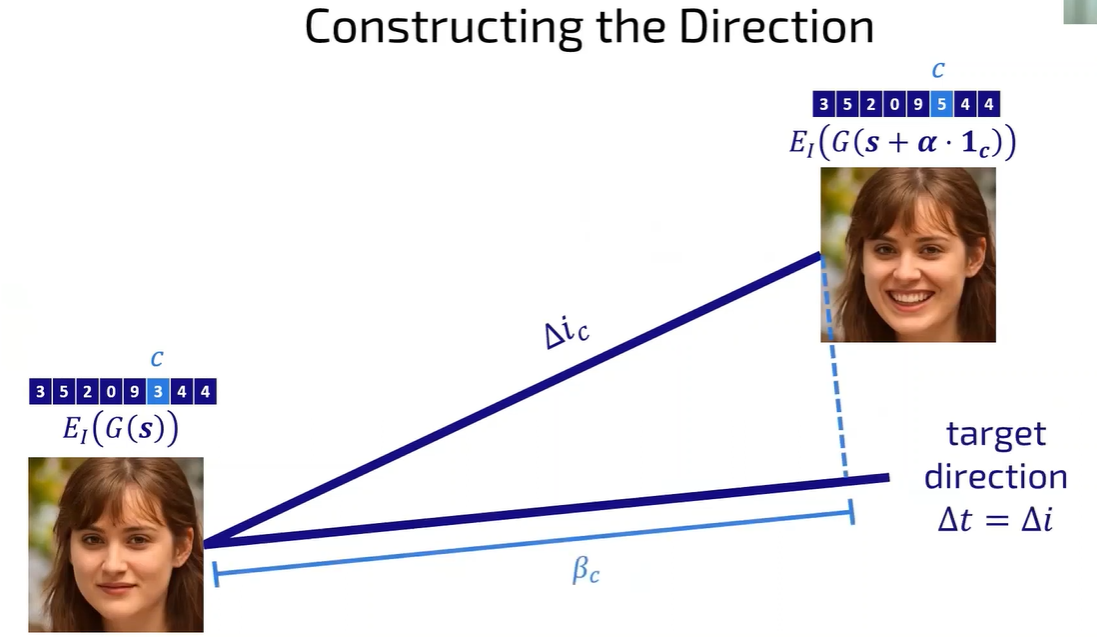 Constructing the Direction
c
3 5 2 0 9 5 4 4
E_I(G(s + α · 1_c))
Δi_c
c
3 5 2 0 9 3 4 4
E_I(G(s))
target
direction
Δt = Δi
β_c